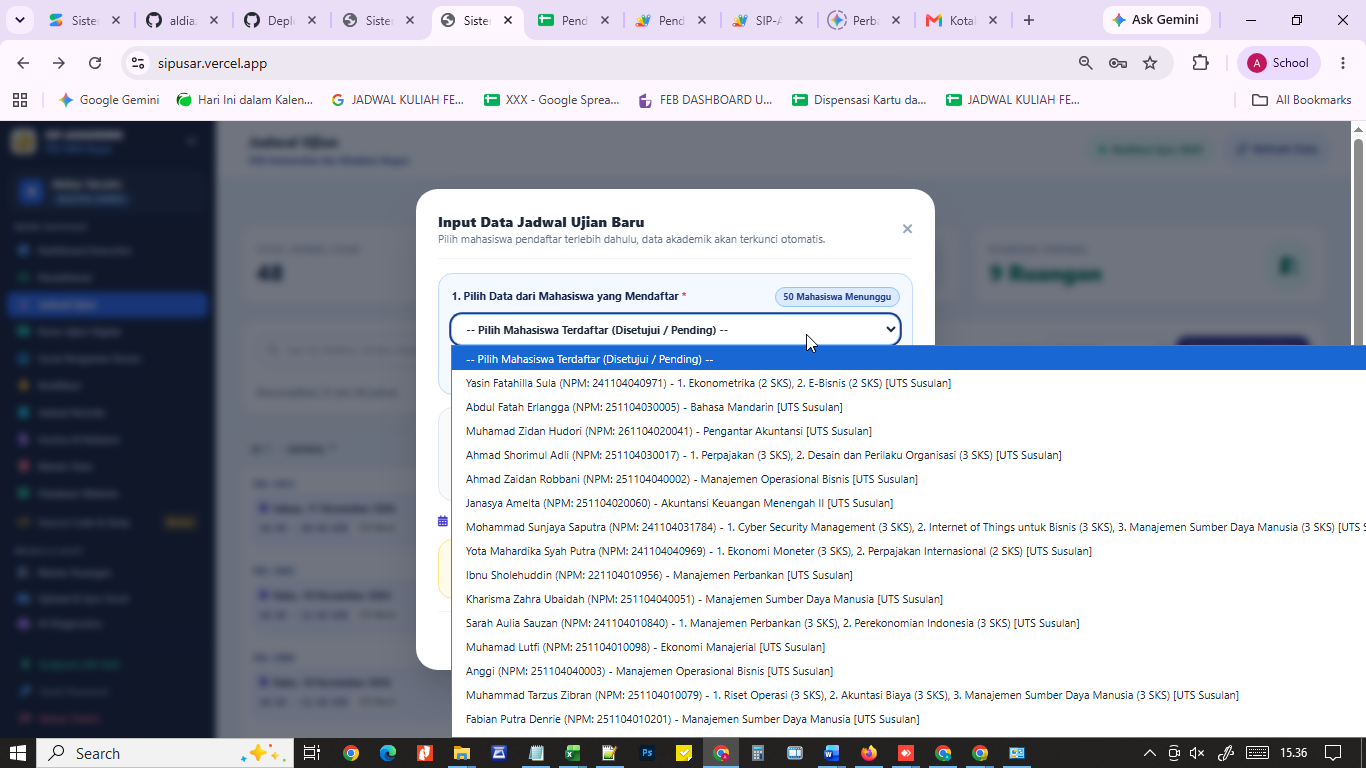 Sister
aldia
Deple
Sister
Sister
Pend
Pend
SIP-A
Perba
Kota
Ask Gemini
sipusar.vercel.app
School
Google Gemini
Hari Ini dalam Kalen...
JADWAL KULIAH FE...
XXX - Google Sprea...
FEB DASHBOARD U...
Dispensasi Kartu da...
JADWAL KULIAH FE...
All Bookmarks
Jadwal Ujian
48
9 Ruangan
Input Data Jadwal Ujian Baru
Pilih mahasiswa pendaftar terlebih dahulu, data akademik akan terkunci otomatis.
1. Pilih Data dari Mahasiswa yang Mendaftar *
50 Mahasiswa Menunggu
-- Pilih Mahasiswa Terdaftar (Disetujui / Pending) --
-- Pilih Mahasiswa Terdaftar (Disetujui / Pending) --
Yasin Fatahilla Sula (NPM: 241104040971) - 1. Ekonometrika (2 SKS), 2. E-Bisnis (2 SKS) [UTS Susulan]
Abdul Fatah Erlangga (NPM: 251104030005) - Bahasa Mandarin [UTS Susulan]
Muhamad Zidan Hudori (NPM: 261104020041) - Pengantar Akuntansi [UTS Susulan]
Ahmad Shorimul Adli (NPM: 251104030017) - 1. Perpajakan (3 SKS), 2. Desain dan Perilaku Organisasi (3 SKS) [UTS Susulan]
Ahmad Zaidan Robbani (NPM: 251104040002) - Manajemen Operasional Bisnis [UTS Susulan]
Janasya Amelta (NPM: 251104020060) - Akuntansi Keuangan Menengah II [UTS Susulan]
Mohammad Sunjaya Saputra (NPM: 241104031784) - 1. Cyber Security Management (3 SKS), 2. Internet of Things untuk Bisnis (3 SKS), 3. Manajemen Sumber Daya Manusia (3 SKS) [UTS S
Yota Mahardika Syah Putra (NPM: 241104040969) - 1. Ekonomi Moneter (3 SKS), 2. Perpajakan Internasional (2 SKS) [UTS Susulan]
Ibnu Sholehuddin (NPM: 221104010956) - Manajemen Perbankan [UTS Susulan]
Kharisma Zahra Ubaidah (NPM: 251104040051) - Manajemen Sumber Daya Manusia [UTS Susulan]
Sarah Aulia Sauzan (NPM: 241104010840) - 1. Manajemen Perbankan (3 SKS), 2. Perekonomian Indonesia (3 SKS) [UTS Susulan]
Muhamad Lutfi (NPM: 251104010098) - Ekonomi Manajerial [UTS Susulan]
Anggi (NPM: 251104040003) - Manajemen Operasional Bisnis [UTS Susulan]
Muhammad Tarzus Zibran (NPM: 251104010079) - 1. Riset Operasi (3 SKS), 2. Akuntasi Biaya (3 SKS), 3. Manajemen Sumber Daya Manusia (3 SKS) [UTS Susulan]
Fabian Putra Denrie (NPM: 251104010201) - Manajemen Sumber Daya Manusia [UTS Susulan]
Search
15.36